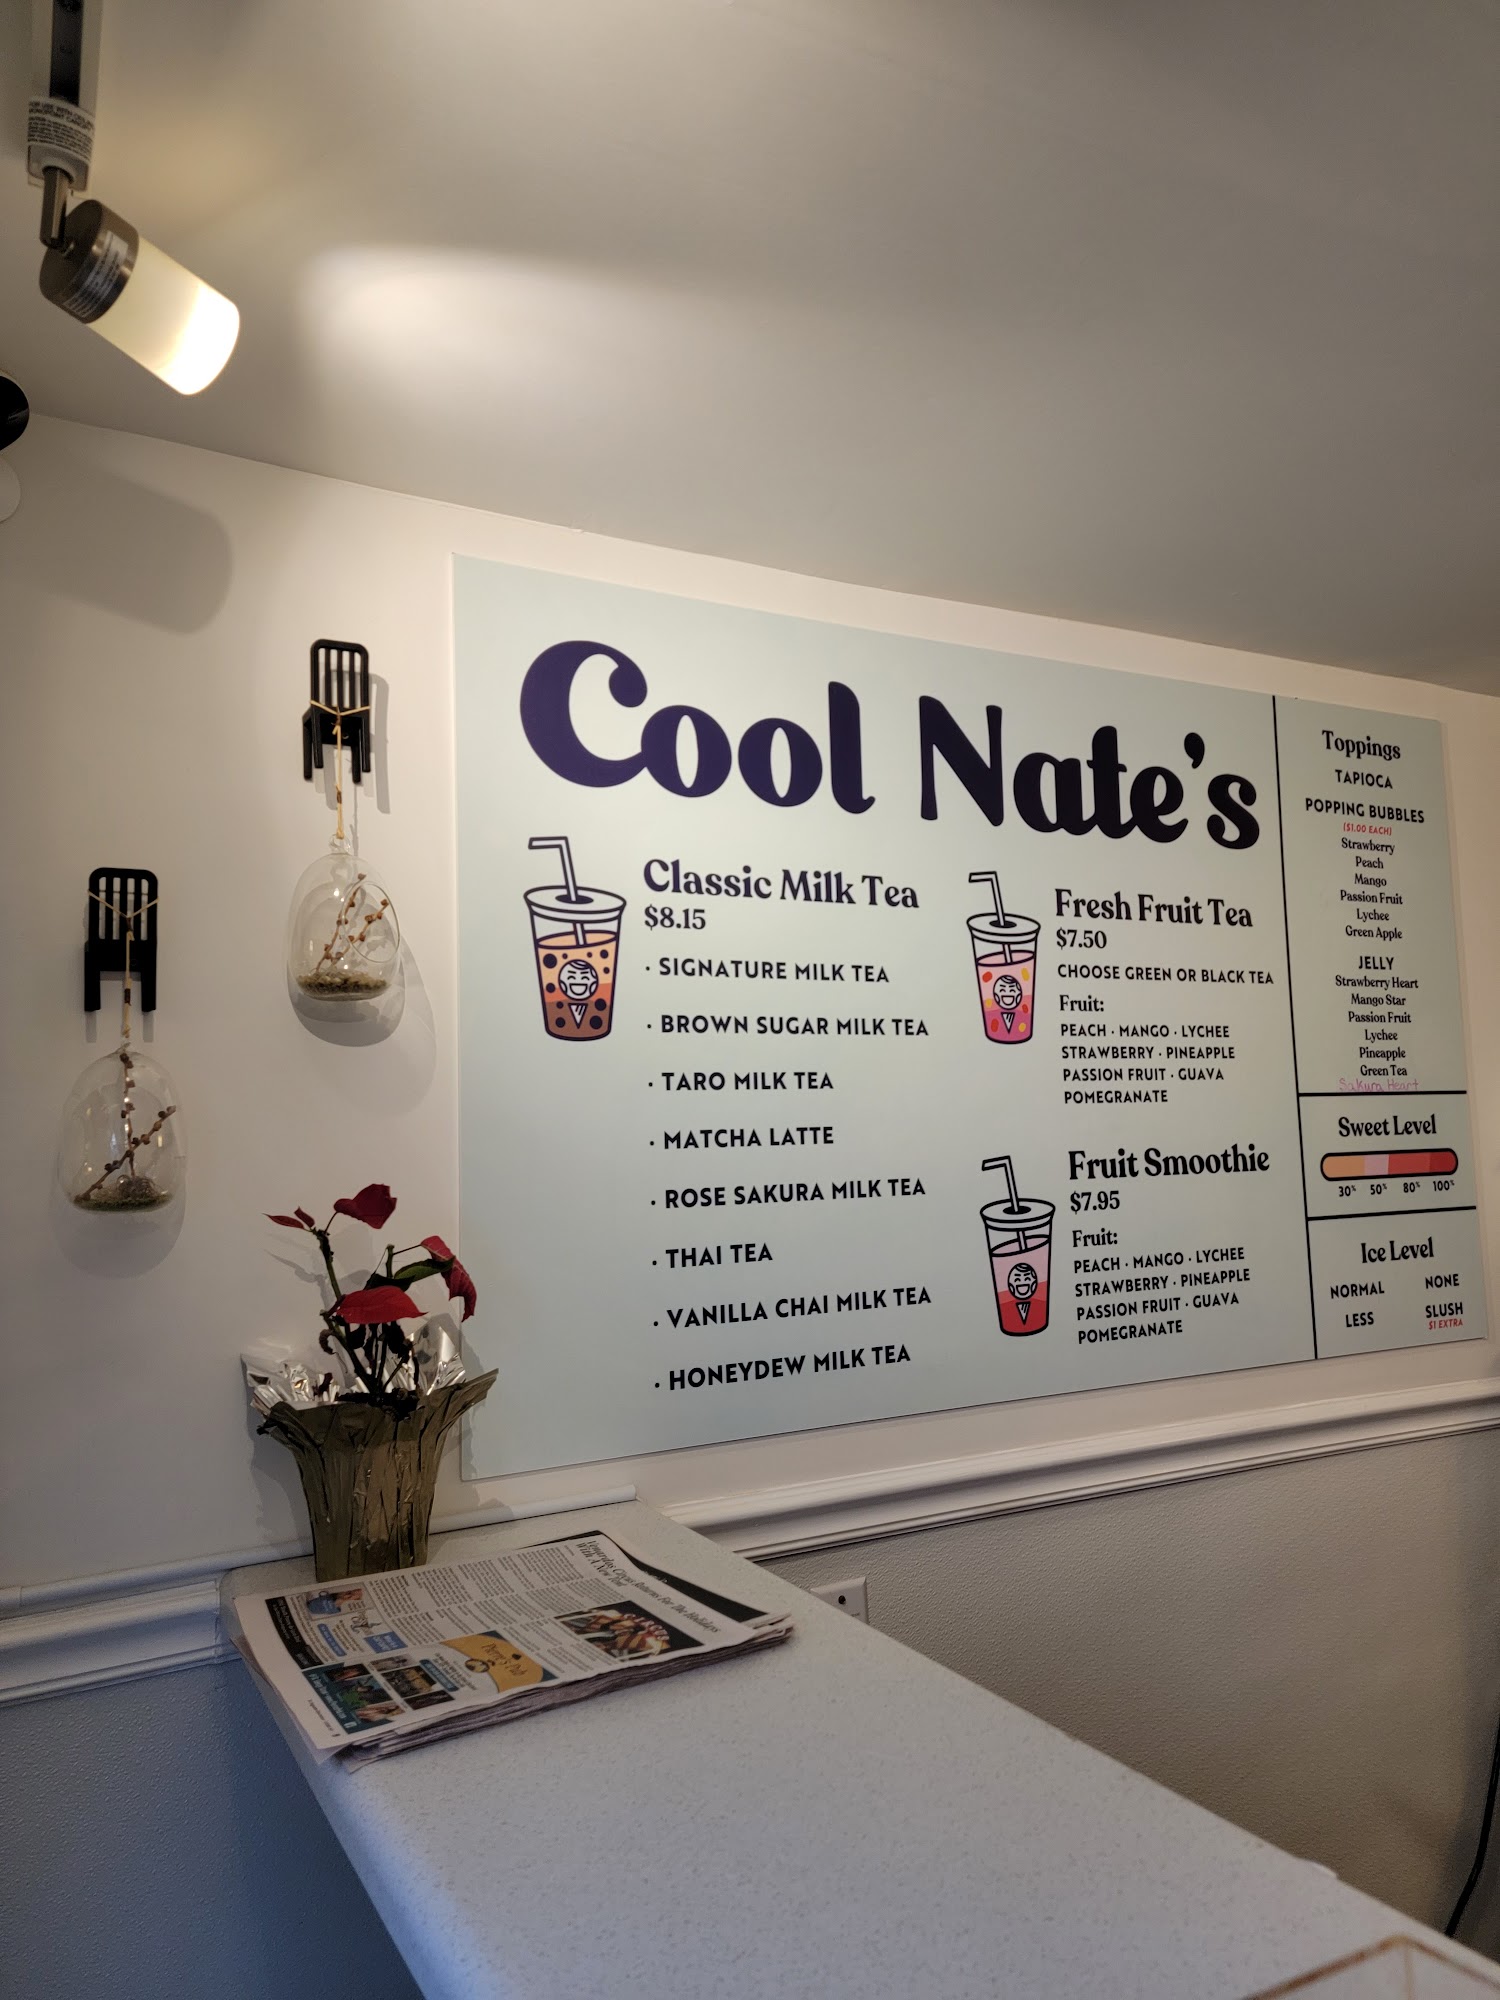 Cool Nate's
Classic Milk Tea
$8.15
· SIGNATURE MILK TEA
· BROWN SUGAR MILK TEA
· TARO MILK TEA
· MATCHA LATTE
· ROSE SAKURA MILK TEA
· THAI TEA
· VANILLA CHAI MILK TEA
· HONEYDEW MILK TEA
Fresh Fruit Tea
$7.50
CHOOSE GREEN OR BLACK TEA
Fruit:
PEACH · MANGO · LYCHEE
STRAWBERRY · PINEAPPLE
PASSION FRUIT · GUAVA
POMEGRANATE
Fruit Smoothie
$7.95
Fruit:
PEACH · MANGO · LYCHEE
STRAWBERRY · PINEAPPLE
PASSION FRUIT · GUAVA
POMEGRANATE
Toppings
TAPIOCA
POPPING BUBBLES
($1.00 EACH)
Strawberry
Peach
Mango
Passion Fruit
Lychee
Green Apple
JELLY
Strawberry Heart
Mango Star
Passion Fruit
Lychee
Pineapple
Green Tea
Sakura Heart
Sweet Level
30% 50% 80% 100%
Ice Level
NORMAL NONE
LESS SLUSH
$1 EXTRA
With A New Tent
Pierre's Pub